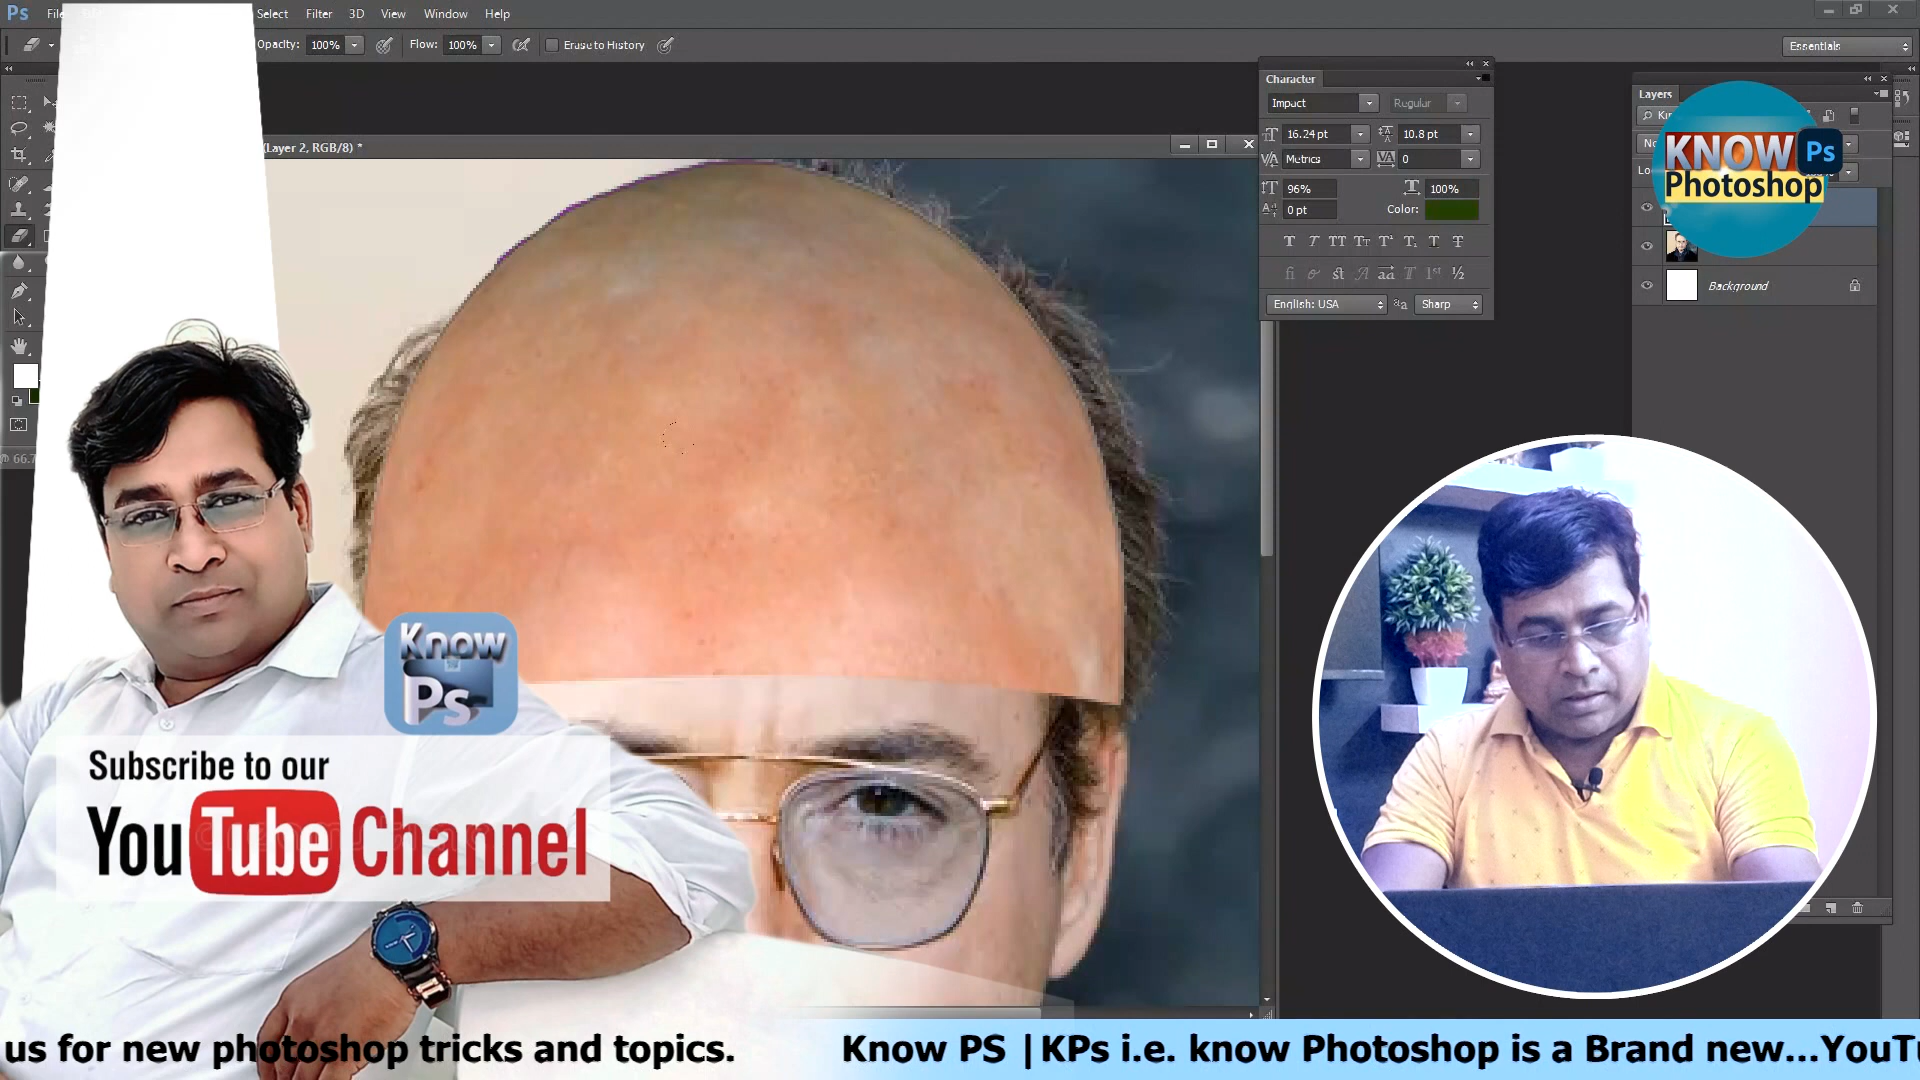 Ps File Select Filter 3D View Window Help
Opacity: 100% Flow: 100% Erase to History
Essentials
(Layer 2, RGB/8) *
Character
Impact Regular
16.24 pt 10.8 pt
Metrics 0
96% 100%
0 pt Color:
English: USA Sharp
Layers
KNOW Ps
Photoshop
Background
Know
Ps
Subscribe to our
YouTube Channel
us for new photoshop tricks and topics. Know PS | KPs i.e. know Photoshop is a Brand new...YouTu